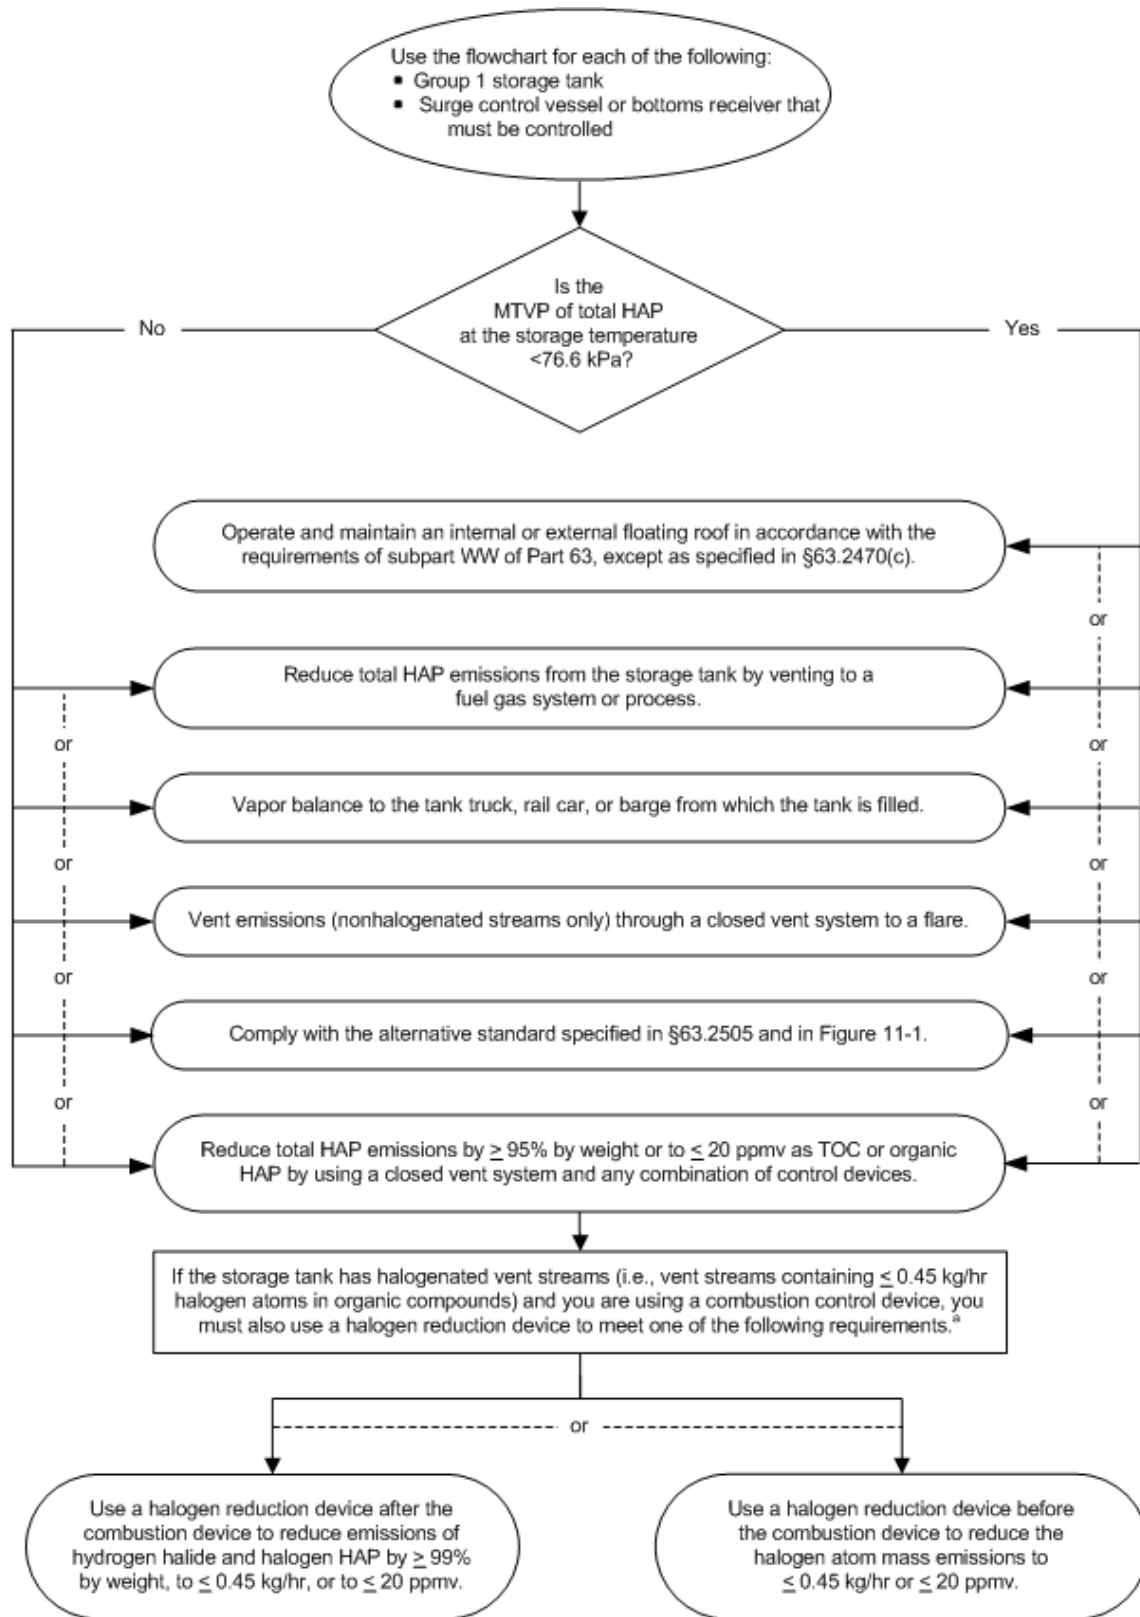 Use the flowchart for each of the following:
▪ Group 1 storage tank
▪ Surge control vessel or bottoms receiver that
must be controlled
Is the
MTVP of total HAP
at the storage temperature
<76.6 kPa?
No
Yes
Operate and maintain an internal or external floating roof in accordance with the
requirements of subpart WW of Part 63, except as specified in §63.2470(c).
or
Reduce total HAP emissions from the storage tank by venting to a
fuel gas system or process.
or
or
Vapor balance to the tank truck, rail car, or barge from which the tank is filled.
or
or
Vent emissions (nonhalogenated streams only) through a closed vent system to a flare.
or
or
Comply with the alternative standard specified in §63.2505 and in Figure 11-1.
or
or
Reduce total HAP emissions by ≥ 95% by weight or to ≤ 20 ppmv as TOC or organic
HAP by using a closed vent system and any combination of control devices.
If the storage tank has halogenated vent streams (i.e., vent streams containing ≤ 0.45 kg/hr
halogen atoms in organic compounds) and you are using a combustion control device, you
must also use a halogen reduction device to meet one of the following requirements.ª
or
Use a halogen reduction device after the
combustion device to reduce emissions of
hydrogen halide and halogen HAP by ≥ 99%
by weight, to ≤ 0.45 kg/hr, or to ≤ 20 ppmv.
Use a halogen reduction device before
the combustion device to reduce the
halogen atom mass emissions to
≤ 0.45 kg/hr or ≤ 20 ppmv.